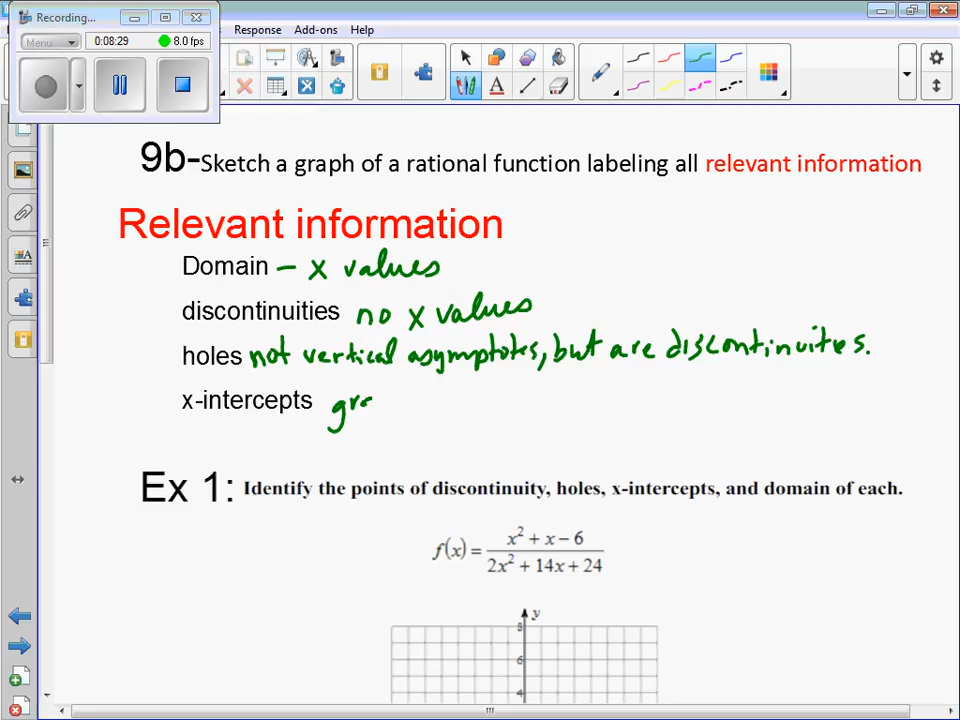 Recording...
Menu
0:08:29
8.0 fps
Response Add-ons Help
9b-Sketch a graph of a rational function labeling all relevant information
Relevant information
Domain – x values
discontinuities no x values
holes not vertical asymptotes, but are discontinuities.
x-intercepts gra
Ex 1: Identify the points of discontinuity, holes, x-intercepts, and domain of each.
f(x) = (x² + x − 6) / (2x² + 14x + 24)
y
8
6
4